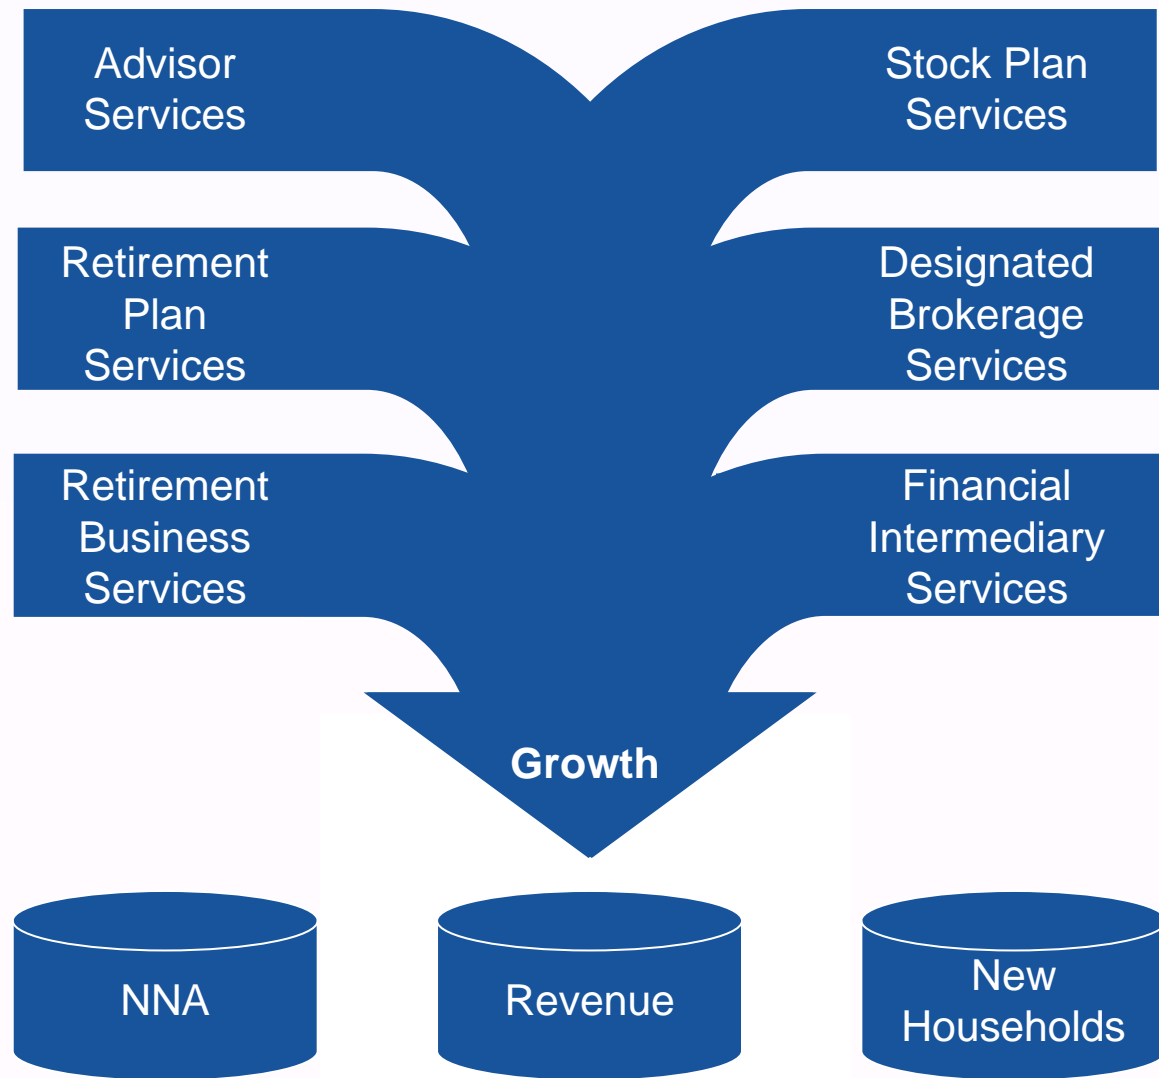 Advisor
Services
Stock Plan
Services
Retirement
Plan
Services
Designated
Brokerage
Services
Retirement
Business
Services
Financial
Intermediary
Services
Growth
NNA
Revenue
New
Households